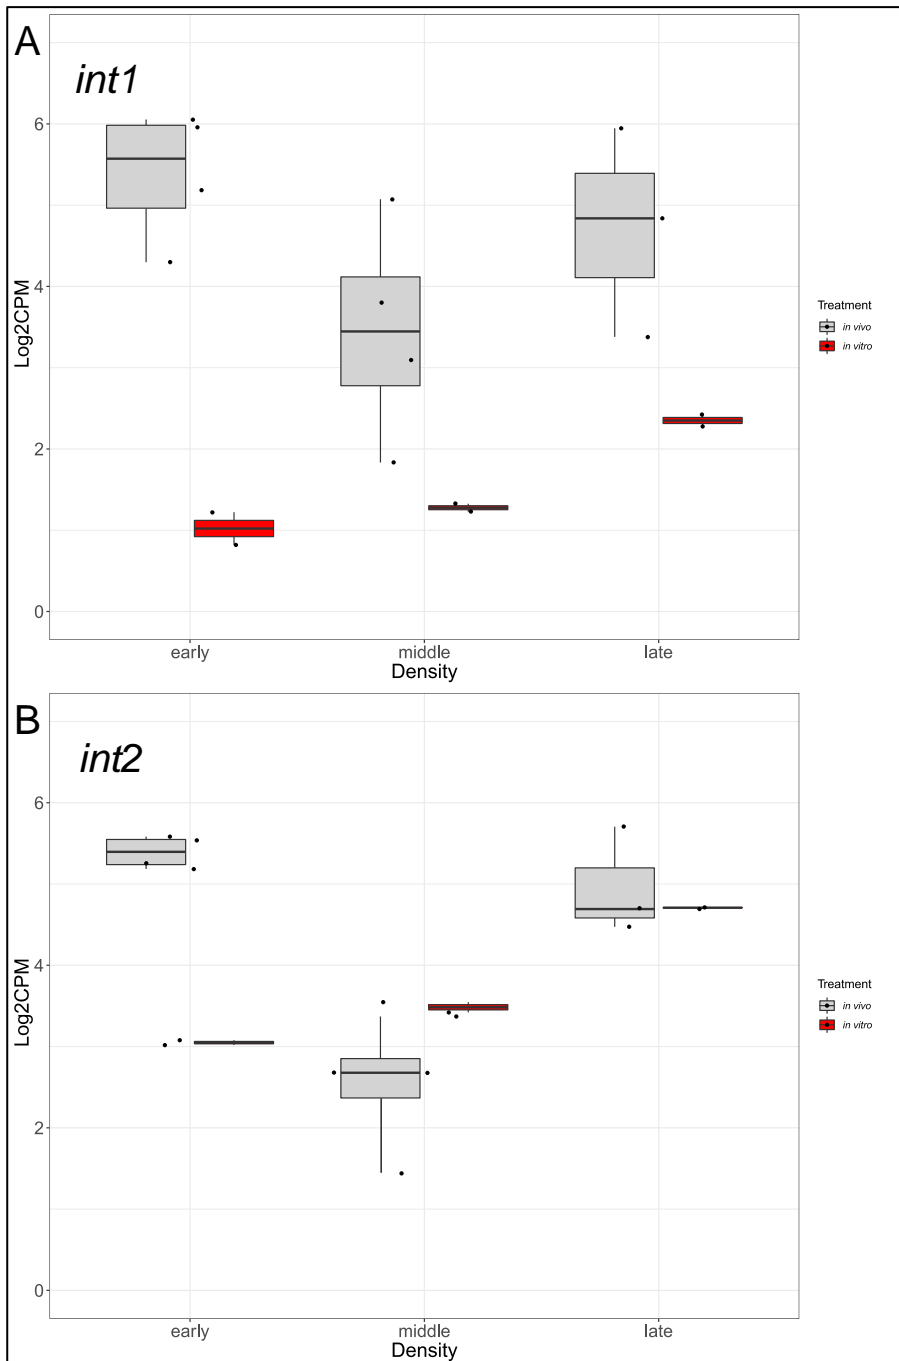 A
int1
6
4
2
0
Log2CPM
early middle late
Density
Treatment
in vivo
in vitro
B
int2
6
4
2
0
Log2CPM
early middle late
Density
Treatment
in vivo
in vitro